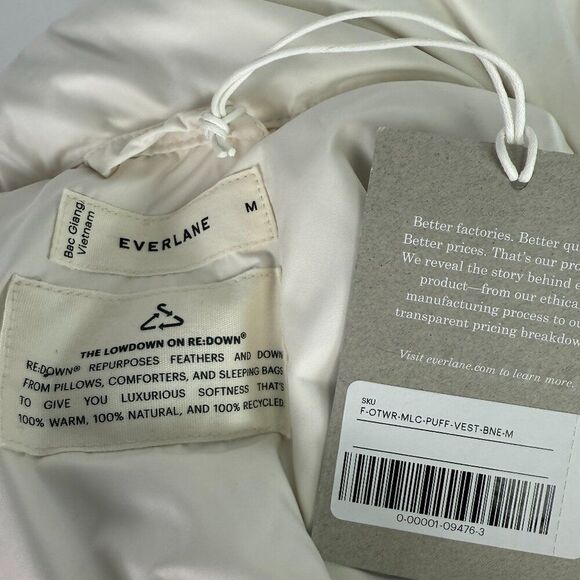 Bac Giang,
Vietnam
EVERLANE
M
THE LOWDOWN ON RE:DOWN®
RE:DOWN® REPURPOSES FEATHERS AND DOWN
FROM PILLOWS, COMFORTERS, AND SLEEPING BAGS
TO GIVE YOU LUXURIOUS SOFTNESS THAT'S
100% WARM, 100% NATURAL, AND 100% RECYCLED.
Better factories. Better
Better prices. That's our
We reveal the story behind
product—from our
manufacturing process to
transparent pricing
Visit everlane.com to learn more.
SKU
F-OTWR-MLC-PUFF-VEST-BNE-M
0-00001-09476-3